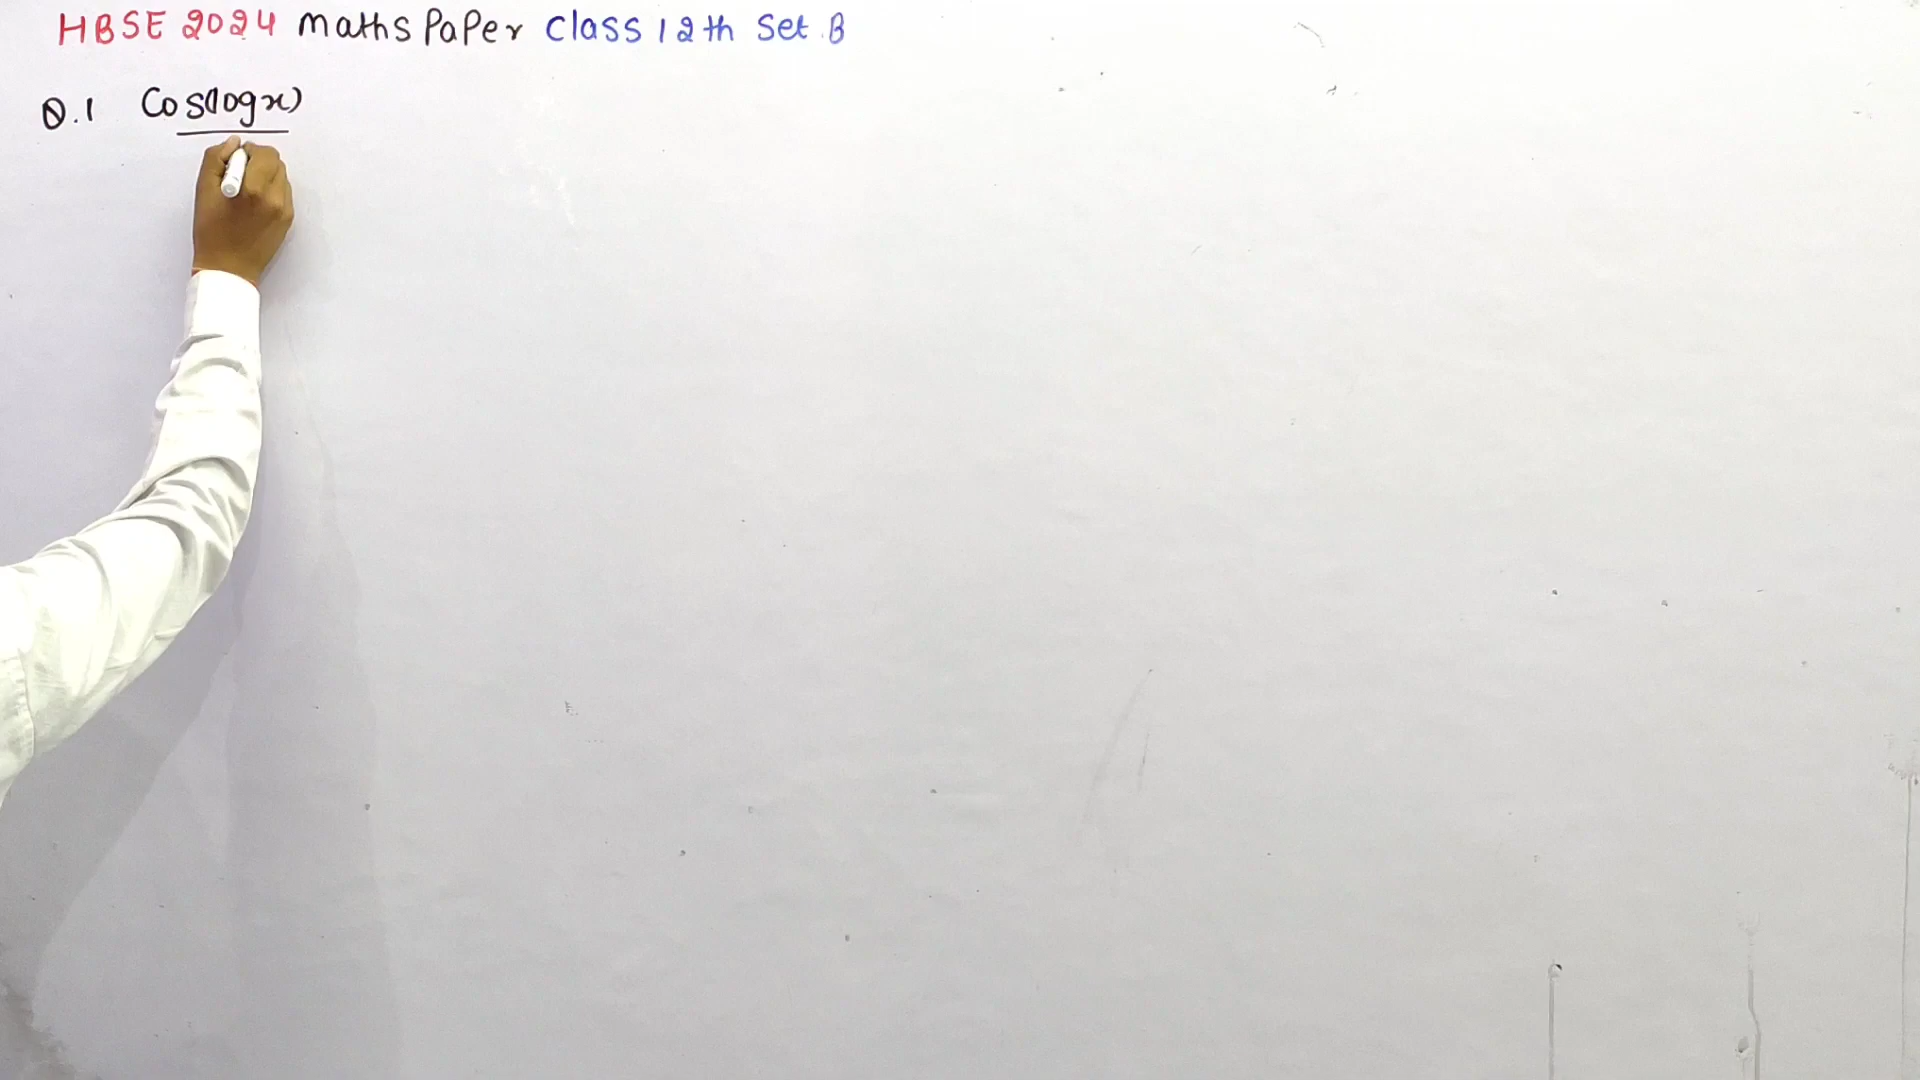 HBSE 2024 Maths Paper Class 12th Set. B
Q.1 Cos(logx)